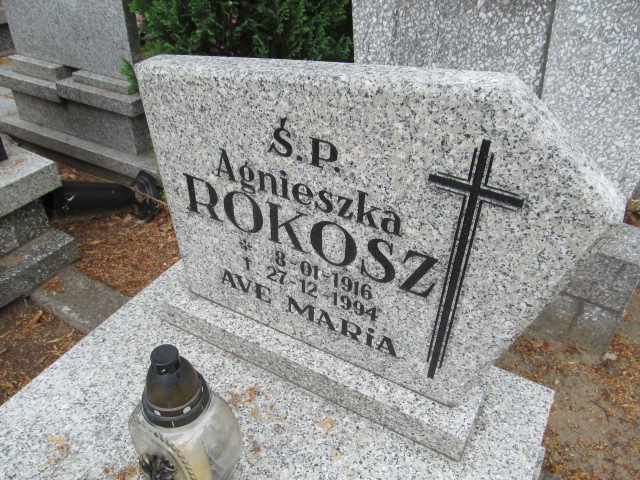 Ś.P.
Agnieszka
ROKOSZ
* 8-01-1916
† 27-12-1994
AVE MARiA